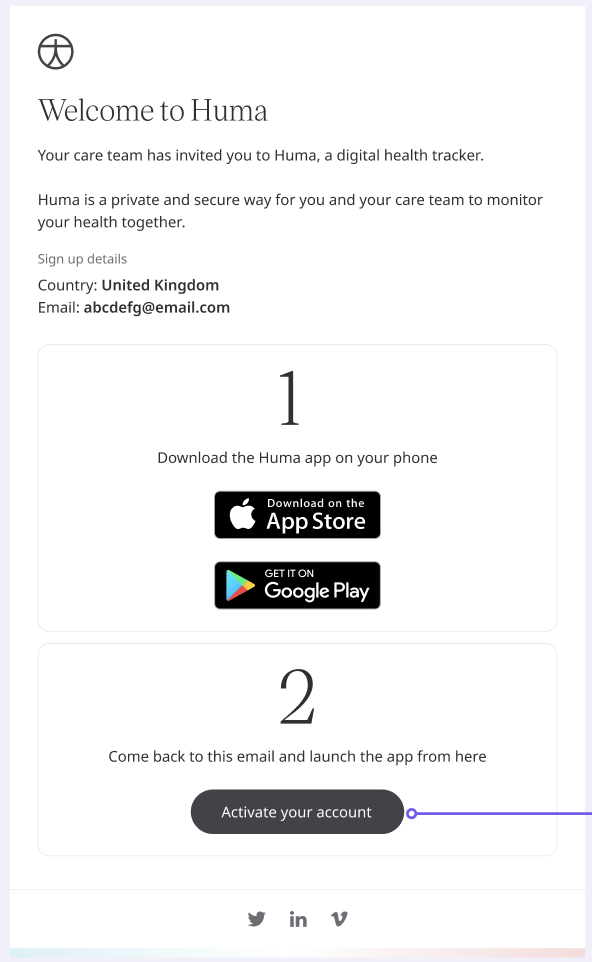 Welcome to Huma
Your care team has invited you to Huma, a digital health tracker.
Huma is a private and secure way for you and your care team to monitor
your health together.
Sign up details
Country: United Kingdom
Email: abcdefg@email.com
1
Download the Huma app on your phone
Download on the
App Store
GET IT ON
Google Play
2
Come back to this email and launch the app from here
Activate your account